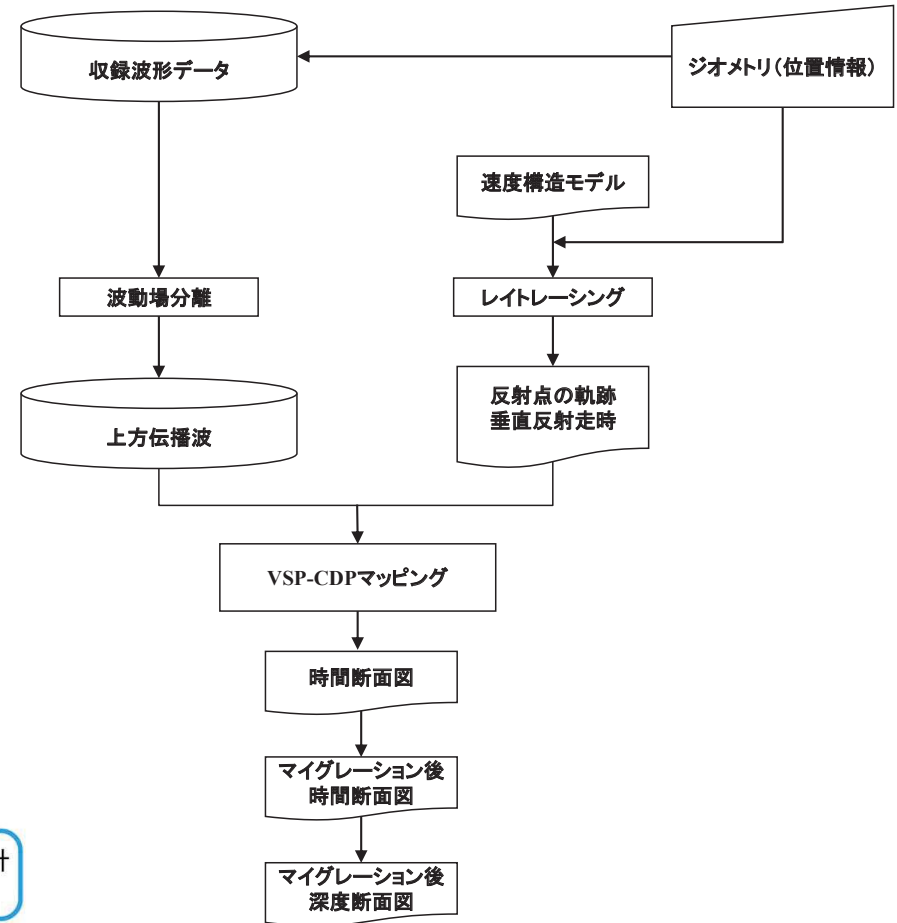 収録波形データ
ジオメトリ(位置情報)
速度構造モデル
波動場分離
レイトレーシング
上方伝播波
反射点の軌跡
垂直反射走時
VSP-CDPマッピング
時間断面図
マイグレーション後
時間断面図
マイグレーション後
深度断面図
計